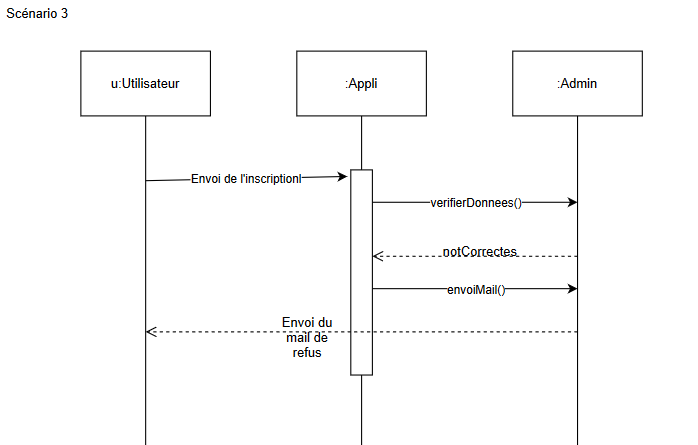 Scénario 3
u:Utilisateur
:Appli
:Admin
Envoi de l'inscriptionl
verifierDonnees()
notCorrectes
envoiMail()
Envoi du
mail de
refus